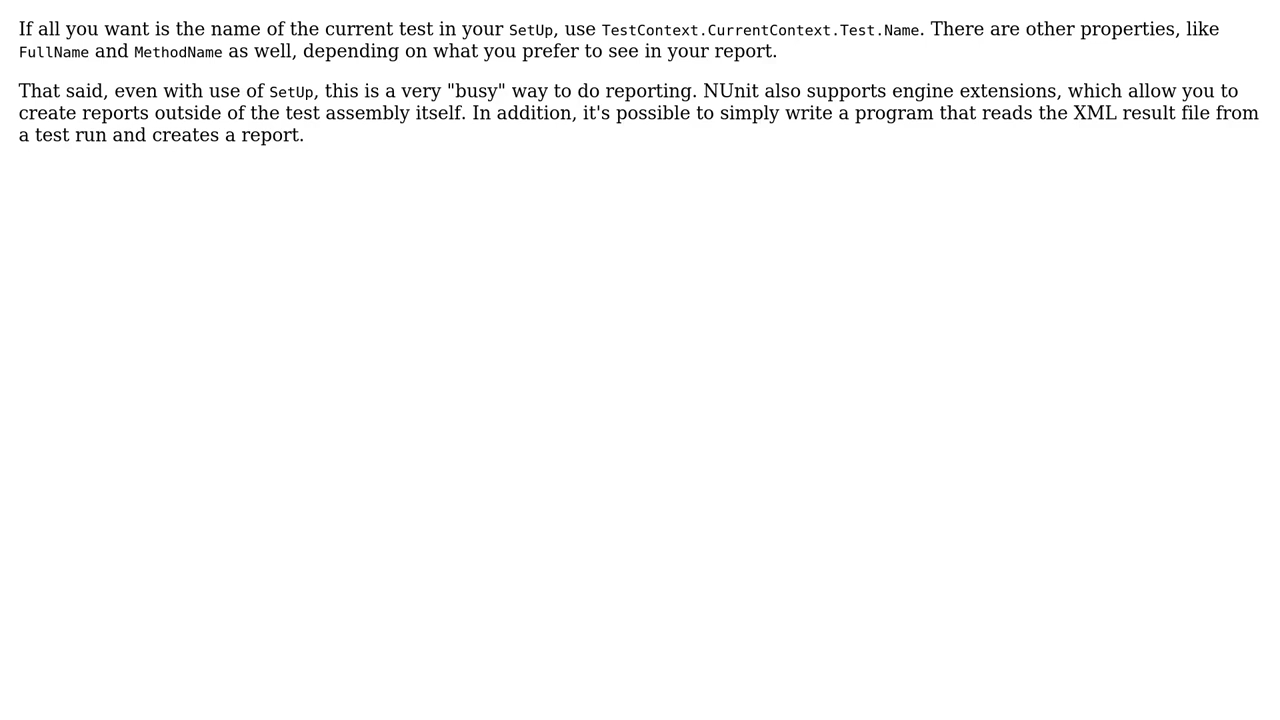 If all you want is the name of the current test in your SetUp, use TestContext.CurrentContext.Test.Name. There are other properties, like
FullName and MethodName as well, depending on what you prefer to see in your report.
That said, even with use of SetUp, this is a very "busy" way to do reporting. NUnit also supports engine extensions, which allow you to
create reports outside of the test assembly itself. In addition, it's possible to simply write a program that reads the XML result file from
a test run and creates a report.